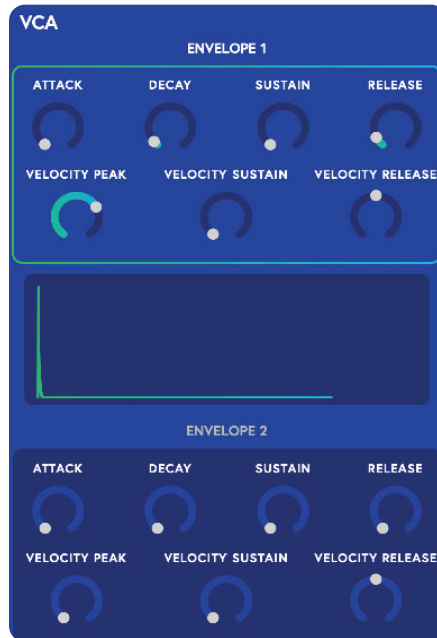 VCA
ENVELOPE 1
ATTACK DECAY SUSTAIN RELEASE
VELOCITY PEAK VELOCITY SUSTAIN VELOCITY RELEASE
ENVELOPE 2
ATTACK DECAY SUSTAIN RELEASE
VELOCITY PEAK VELOCITY SUSTAIN VELOCITY RELEASE